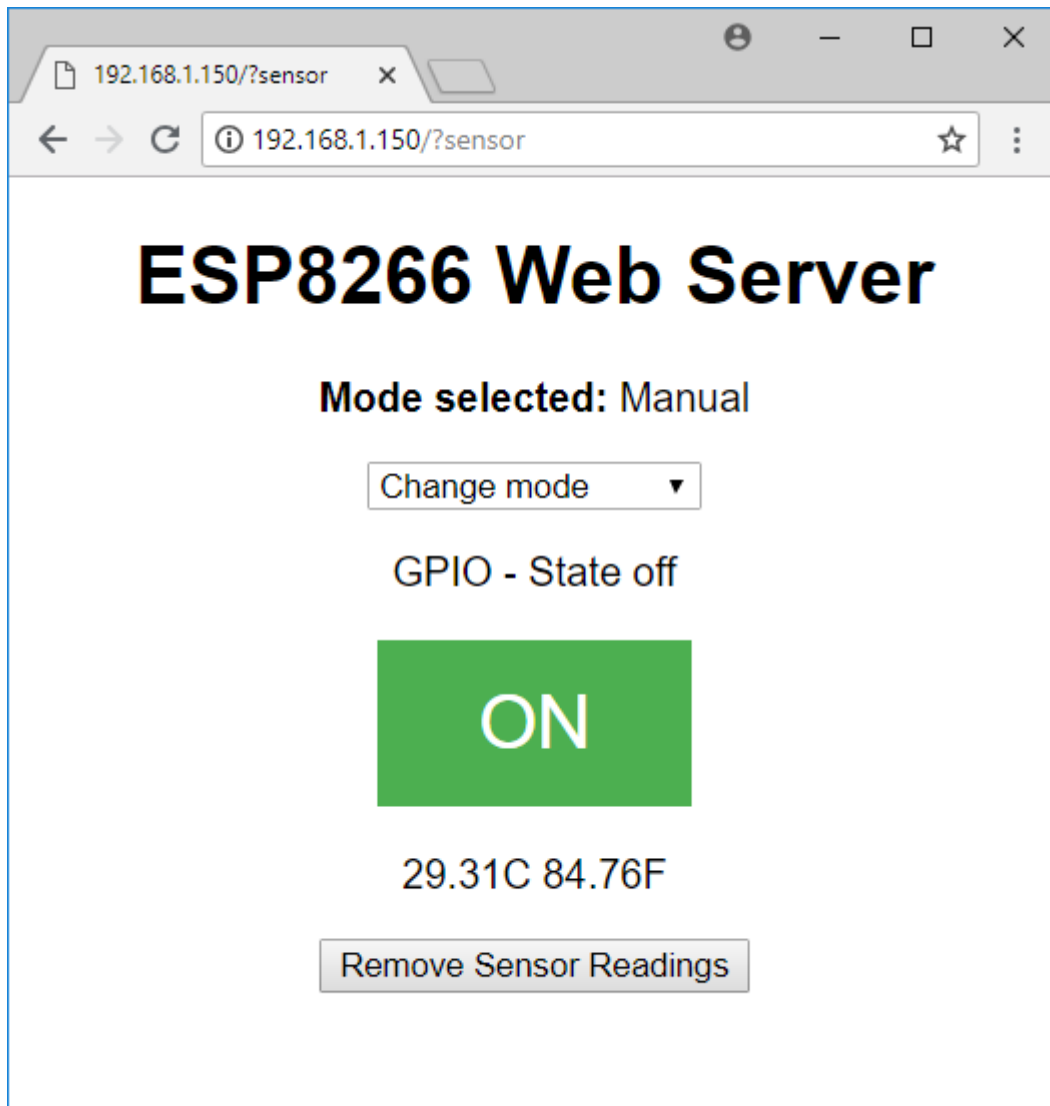 192.168.1.150/?sensor
192.168.1.150/?sensor
ESP8266 Web Server
Mode selected: Manual
Change mode
GPIO - State off
ON
29.31C 84.76F
Remove Sensor Readings